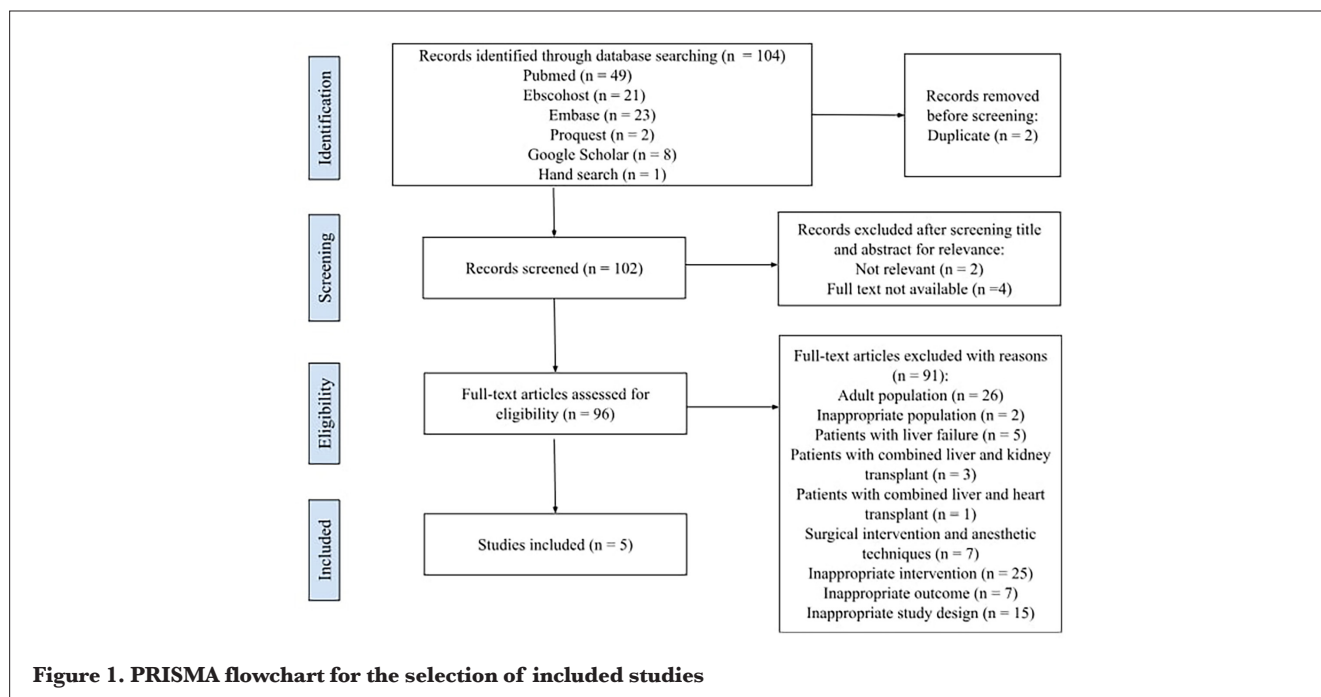 Identification
Records identified through database searching (n = 104)
Pubmed (n = 49)
Ebscohost (n = 21)
Embase (n = 23)
Proquest (n = 2)
Google Scholar (n = 8)
Hand search (n = 1)
Records removed
before screening:
Duplicate (n = 2)
Screening
Records screened (n = 102)
Records excluded after screening title
and abstract for relevance:
Not relevant (n = 2)
Full text not available (n =4)
Eligibility
Full-text articles assessed for
eligibility (n = 96)
Full-text articles excluded with reasons
(n = 91):
Adult population (n = 26)
Inappropriate population (n = 2)
Patients with liver failure (n = 5)
Patients with combined liver and kidney
transplant (n = 3)
Patients with combined liver and heart
transplant (n = 1)
Surgical intervention and anesthetic
techniques (n = 7)
Inappropriate intervention (n = 25)
Inappropriate outcome (n = 7)
Inappropriate study design (n = 15)
Included
Studies included (n = 5)
Figure 1. PRISMA flowchart for the selection of included studies